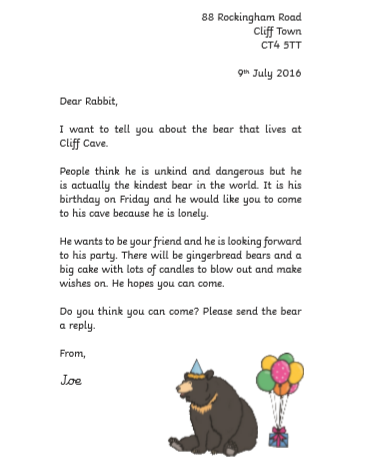 88 Rockingham Road
Cliff Town
CT4 5TT
9th July 2016
Dear Rabbit,
I want to tell you about the bear that lives at
Cliff Cave.
People think he is unkind and dangerous but he
is actually the kindest bear in the world. It is his
birthday on Friday and he would like you to come
to his cave because he is lonely.
He wants to be your friend and he is looking forward
to his party. There will be gingerbread bears and a
big cake with lots of candles to blow out and make
wishes on. He hopes you can come.
Do you think you can come? Please send the bear
a reply.
From,
Joe